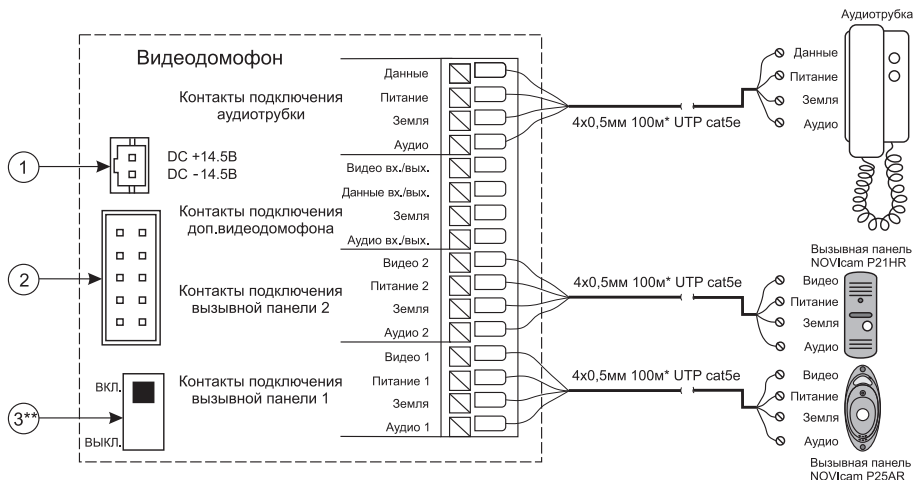 Видеодомофон
Контакты подключения
аудиотрубки
1
DC +14.5В
DC -14.5В
2
Контакты подключения
доп.видеодомофона
Контакты подключения
вызывной панели 2
3**
ВКЛ.
ВЫКЛ.
Контакты подключения
вызывной панели 1
Данные
Питание
Земля
Аудио
Видео вх./вых.
Данные вх./вых.
Земля
Аудио вх./вых.
Видео 2
Питание 2
Земля
Аудио 2
Видео 1
Питание 1
Земля
Аудио 1
4х0,5мм 100м* UTP cat5e
4х0,5мм 100м* UTP cat5e
4х0,5мм 100м* UTP cat5e
Аудиотрубка
Данные
Питание
Земля
Аудио
Вызывная панель
NOVIcam P21HR
Видео
Питание
Земля
Аудио
Видео
Питание
Земля
Аудио
Вызывная панель
NOVIcam P25AR